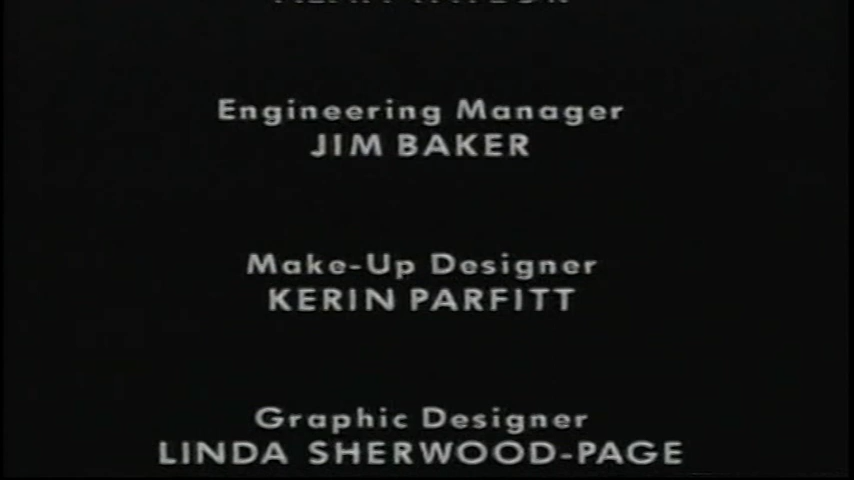 Engineering Manager
JIM BAKER
Make-Up Designer
KERIN PARFITT
Graphic Designer
LINDA SHERWOOD-PAGE